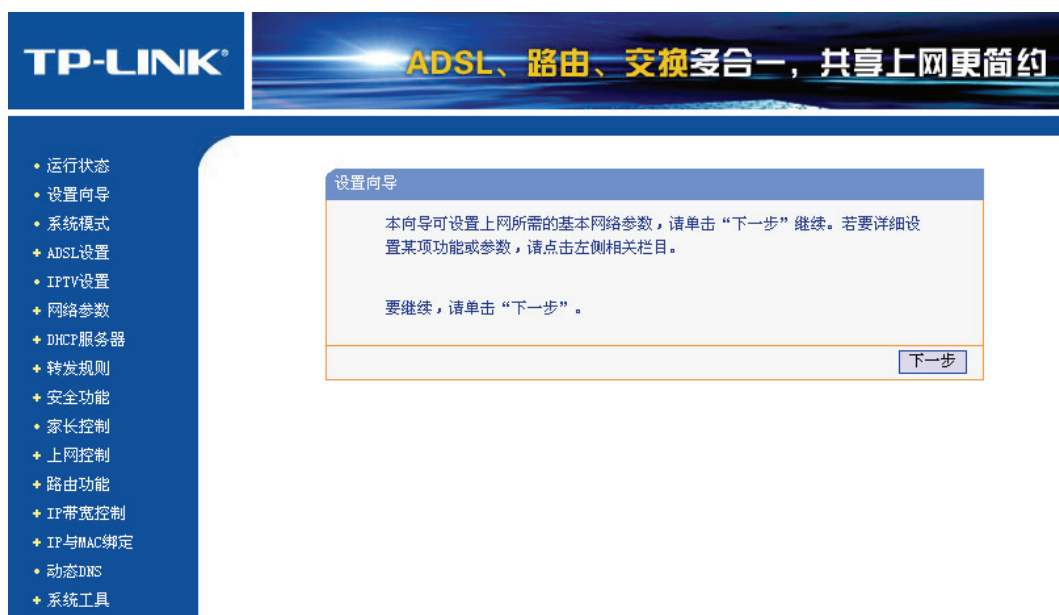 TP-LINK®
ADSL、路由、交换多合一，共享上网更简约
运行状态
设置向导
系统模式
ADSL设置
IPTV设置
网络参数
DHCP服务器
转发规则
安全功能
家长控制
上网控制
路由功能
IP带宽控制
IP与MAC绑定
动态DNS
系统工具
设置向导
本向导可设置上网所需的基本网络参数，请单击“下一步”继续。若要详细设
置某项功能或参数，请点击左侧相关栏目。
要继续，请单击“下一步”。
下一步